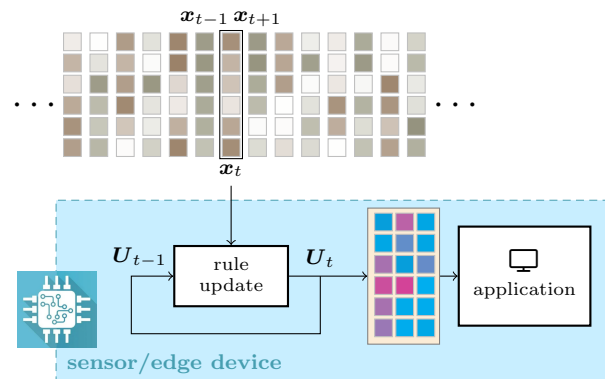 x_{t−1} x_{t+1}
· · · · · ·
x_t
U_{t−1} rule update U_t
application
sensor/edge device